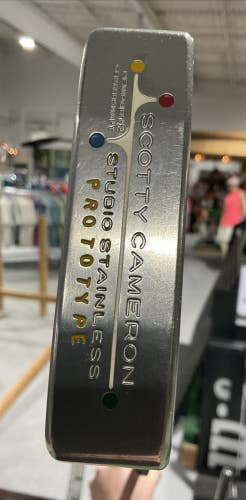 SCOTTY CAMERON
STUDIO STAINLESS
PROTOTYPE